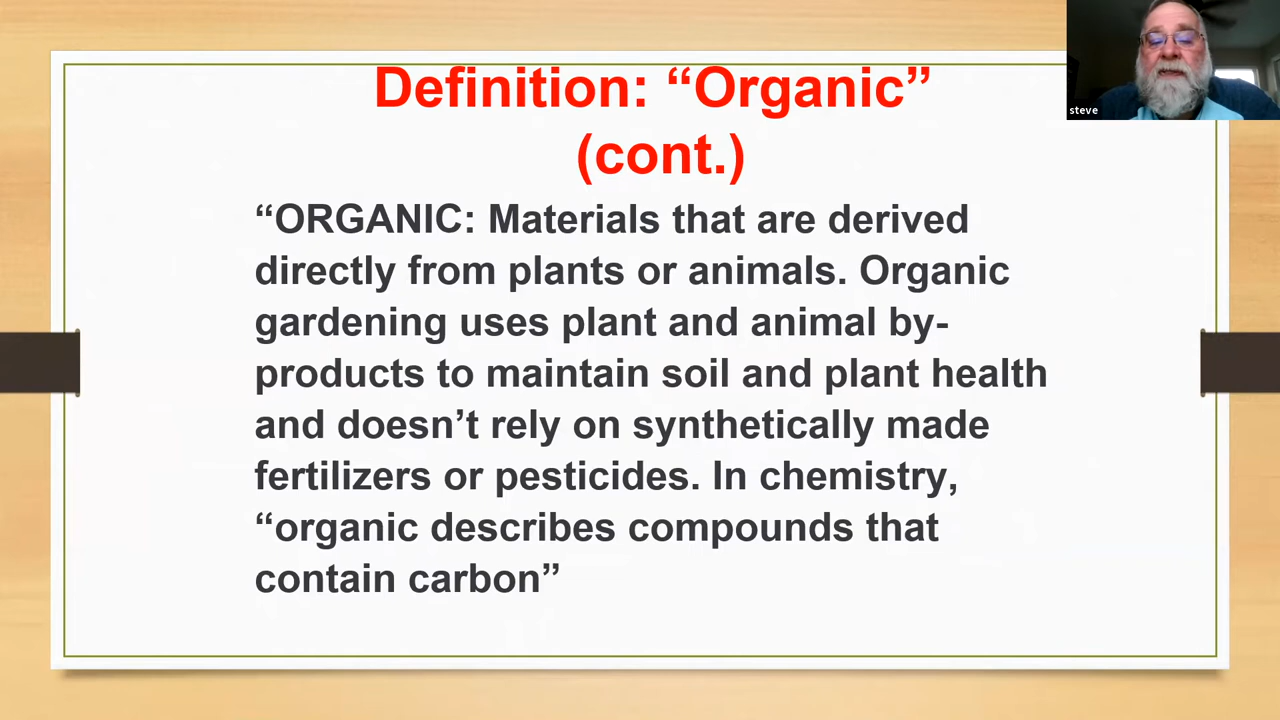 Definition: “Organic”
(cont.)
steve
“ORGANIC: Materials that are derived
directly from plants or animals. Organic
gardening uses plant and animal by-
products to maintain soil and plant health
and doesn’t rely on synthetically made
fertilizers or pesticides. In chemistry,
“organic describes compounds that
contain carbon”